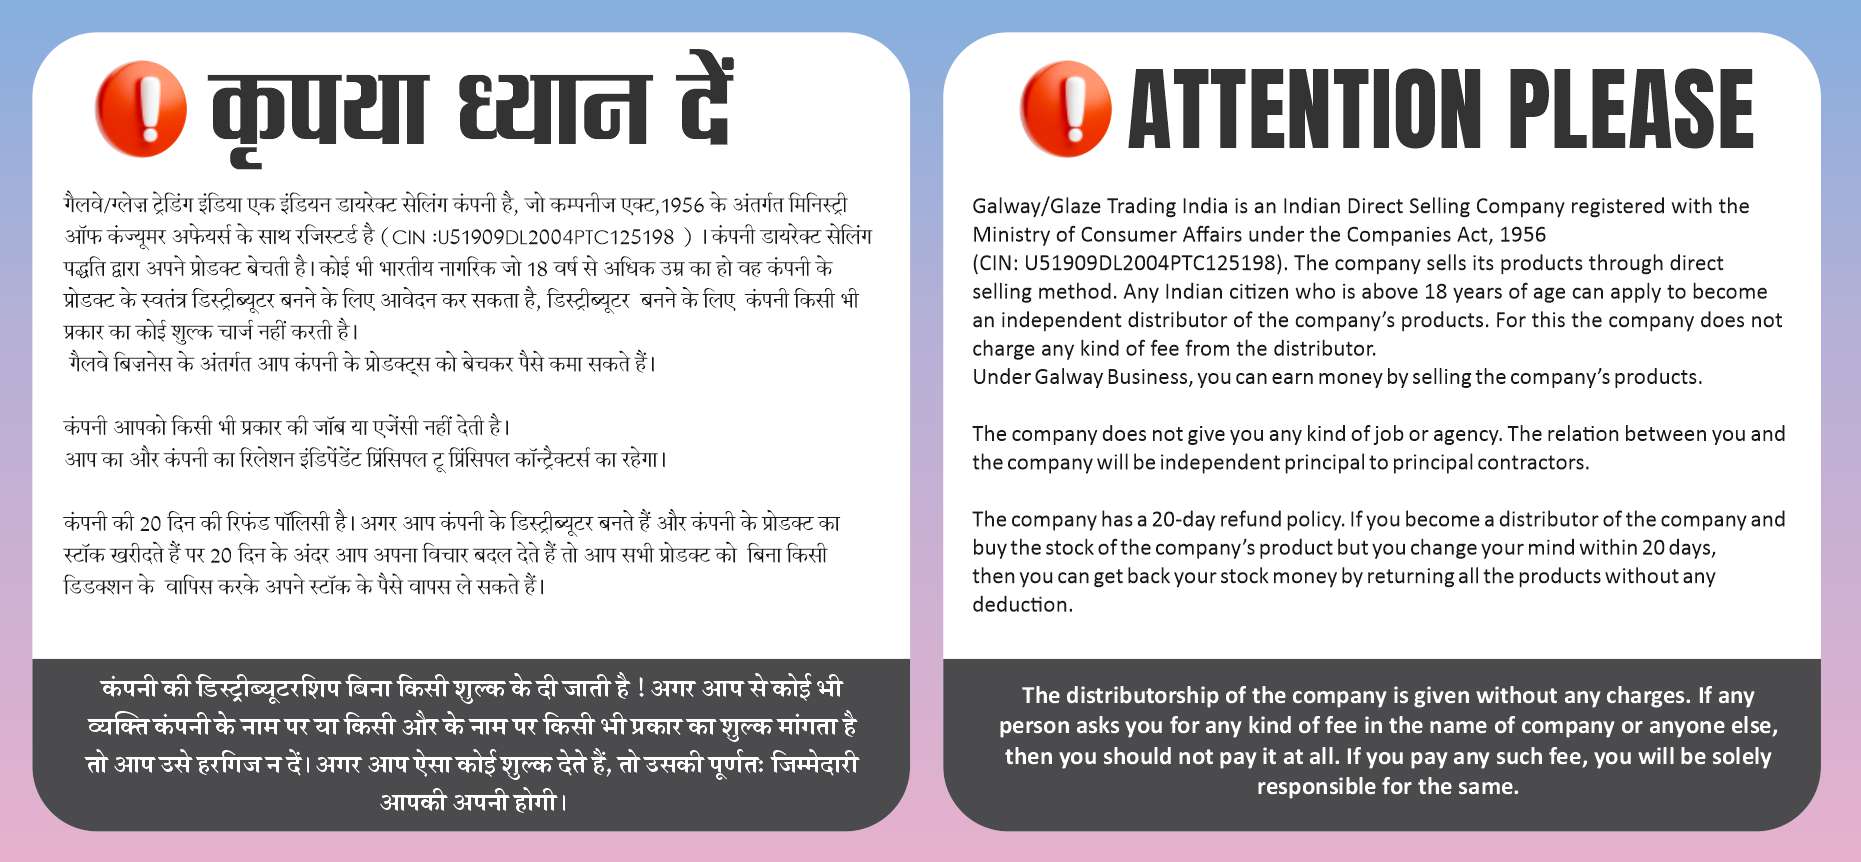 कृपया ध्यान दें
गैलवे/ग्लेज़ ट्रेडिंग इंडिया एक इंडियन डायरेक्ट सेलिंग कंपनी है, जो कम्पनीज एक्ट,1956 के अंतर्गत मिनिस्ट्री
ऑफ कंज्यूमर अफेयर्स के साथ रजिस्टर्ड है ( CIN :U51909DL2004PTC125198 ) । कंपनी डायरेक्ट सेलिंग
पद्धति द्वारा अपने प्रोडक्ट बेचती है। कोई भी भारतीय नागरिक जो 18 वर्ष से अधिक उम्र का हो वह कंपनी के
प्रोडक्ट के स्वतंत्र डिस्ट्रीब्यूटर बनने के लिए आवेदन कर सकता है, डिस्ट्रीब्यूटर बनने के लिए कंपनी किसी भी
प्रकार का कोई शुल्क चार्ज नहीं करती है।
गैलवे बिज़नेस के अंतर्गत आप कंपनी के प्रोडक्ट्स को बेचकर पैसे कमा सकते हैं।
कंपनी आपको किसी भी प्रकार की जॉब या एजेंसी नहीं देती है।
आप का और कंपनी का रिलेशन इंडिपेंडेंट प्रिंसिपल टू प्रिंसिपल कॉन्ट्रैक्टर्स का रहेगा।
कंपनी की 20 दिन की रिफंड पॉलिसी है। अगर आप कंपनी के डिस्ट्रीब्यूटर बनते हैं और कंपनी के प्रोडक्ट का
स्टॉक खरीदते हैं पर 20 दिन के अंदर आप अपना विचार बदल देते हैं तो आप सभी प्रोडक्ट को बिना किसी
डिडक्शन के वापिस करके अपने स्टॉक के पैसे वापस ले सकते हैं।
कंपनी की डिस्ट्रीब्यूटरशिप बिना किसी शुल्क के दी जाती है ! अगर आप से कोई भी
व्यक्ति कंपनी के नाम पर या किसी और के नाम पर किसी भी प्रकार का शुल्क मांगता है
तो आप उसे हरगिज न दें। अगर आप ऐसा कोई शुल्क देते हैं, तो उसकी पूर्णतः जिम्मेदारी
आपकी अपनी होगी।
ATTENTION PLEASE
Galway/Glaze Trading India is an Indian Direct Selling Company registered with the
Ministry of Consumer Affairs under the Companies Act, 1956
(CIN: U51909DL2004PTC125198). The company sells its products through direct
selling method. Any Indian citizen who is above 18 years of age can apply to become
an independent distributor of the company’s products. For this the company does not
charge any kind of fee from the distributor.
Under Galway Business, you can earn money by selling the company’s products.
The company does not give you any kind of job or agency. The relation between you and
the company will be independent principal to principal contractors.
The company has a 20-day refund policy. If you become a distributor of the company and
buy the stock of the company’s product but you change your mind within 20 days,
then you can get back your stock money by returning all the products without any
deduction.
The distributorship of the company is given without any charges. If any
person asks you for any kind of fee in the name of company or anyone else,
then you should not pay it at all. If you pay any such fee, you will be solely
responsible for the same.